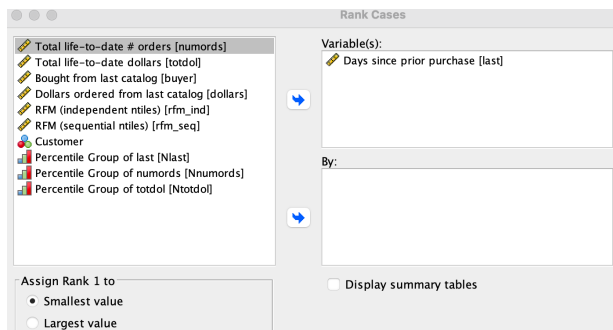 Rank Cases
Total life-to-date # orders [numords]
Total life-to-date dollars [totdol]
Bought from last catalog [buyer]
Dollars ordered from last catalog [dollars]
RFM (independent ntiles) [rfm_ind]
RFM (sequential ntiles) [rfm_seq]
Customer
Percentile Group of last [Nlast]
Percentile Group of numords [Nnumords]
Percentile Group of totdol [Ntotdol]
Variable(s):
Days since prior purchase [last]
By:
Assign Rank 1 to
Smallest value
Largest value
Display summary tables